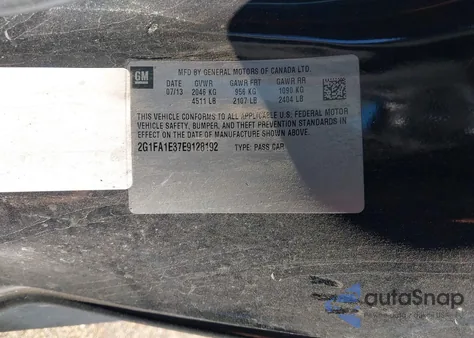 GM
MFD BY GENERAL MOTORS OF CANADA LTD.
DATE GVWR GAWR FRT GAWR RR
07/13 2046 KG 956 KG 1090 KG
4511 LB 2107 LB 2404 LB
THIS VEHICLE CONFORMS TO ALL APPLICABLE U.S. FEDERAL MOTOR
VEHICLE SAFETY, BUMPER, AND THEFT PREVENTION STANDARDS IN
EFFECT ON THE DATE OF MANUFACTURE SHOWN ABOVE.
2G1FA1E37E9128192 TYPE: PASS CAR
autoSnap